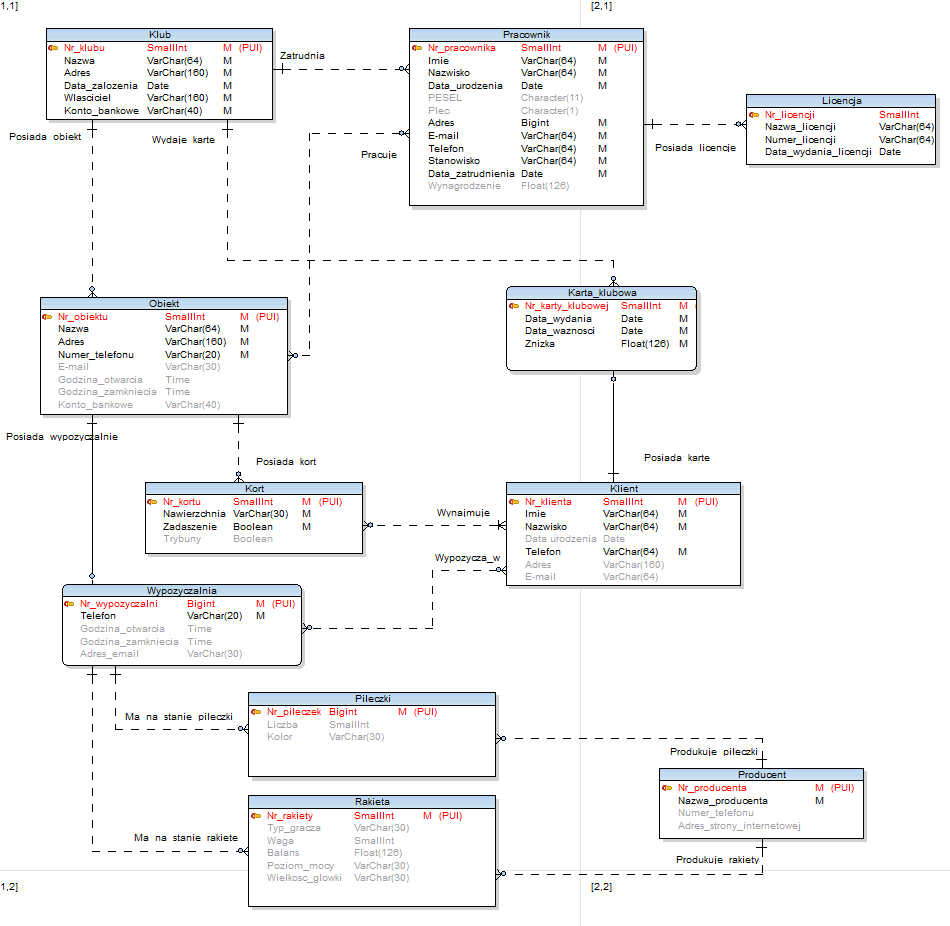 1,1]
[2,1]
Klub
Nr_klubu SmallInt M (PUI)
Nazwa VarChar(64) M
Adres VarChar(160) M
Data_zalozenia Date M
Wlasciciel VarChar(160) M
Konto_bankowe VarChar(40) M
Zatrudnia
Pracownik
Nr_pracownika SmallInt M (PUI)
Imie VarChar(64) M
Nazwisko VarChar(64) M
Data_urodzenia Date M
PESEL Character(11)
Plec Character(1)
Adres Bigint M
E-mail VarChar(64) M
Telefon VarChar(64) M
Stanowisko VarChar(64) M
Data_zatrudnienia Date M
Wynagrodzenie Float(126)
Licencja
Nr_licencji SmallInt
Nazwa_licencji VarChar(64)
Numer_licencji VarChar(64)
Data_wydania_licencji Date
Posiada obiekt
Wydaje karte
Pracuje
Posiada licencje
Obiekt
Nr_obiektu SmallInt M (PUI)
Nazwa VarChar(64) M
Adres VarChar(160) M
Numer_telefonu VarChar(20) M
E-mail VarChar(30)
Godzina_otwarcia Time
Godzina_zamkniecia Time
Konto_bankowe VarChar(40)
Karta_klubowa
Nr_karty_klubowej SmallInt M
Data_wydania Date M
Data_waznosci Date M
Znizka Float(126) M
Posiada wypozyczalnie
Posiada kort
Posiada karte
Kort
Nr_kortu SmallInt M (PUI)
Nawierzchnia VarChar(30) M
Zadaszenie Boolean M
Trybuny Boolean
Wynajmuje
Wypozycza_w
Klient
Nr_klienta SmallInt M (PUI)
Imie VarChar(64) M
Nazwisko VarChar(64) M
Data urodzenia Date
Telefon VarChar(64) M
Adres VarChar(160)
E-mail VarChar(64)
Wypozyczalnia
Nr_wypozyczalni Bigint M (PUI)
Telefon VarChar(20) M
Godzina_otwarcia Time
Godzina_zamkniecia Time
Adres_email VarChar(30)
Ma na stanie pileczki
Pileczki
Nr_pileczek Bigint M (PUI)
Liczba SmallInt
Kolor VarChar(30)
Produkuje pileczki
Producent
Nr_producenta M (PUI)
Nazwa_producenta M
Numer_telefonu
Adres_strony_internetowej
Ma na stanie rakiete
Rakieta
Nr_rakiety SmallInt M (PUI)
Typ_gracza VarChar(30)
Waga SmallInt
Balans Float(126)
Poziom_mocy VarChar(30)
Wielkosc_glowki VarChar(30)
Produkuje rakiety
1,2]
[2,2]